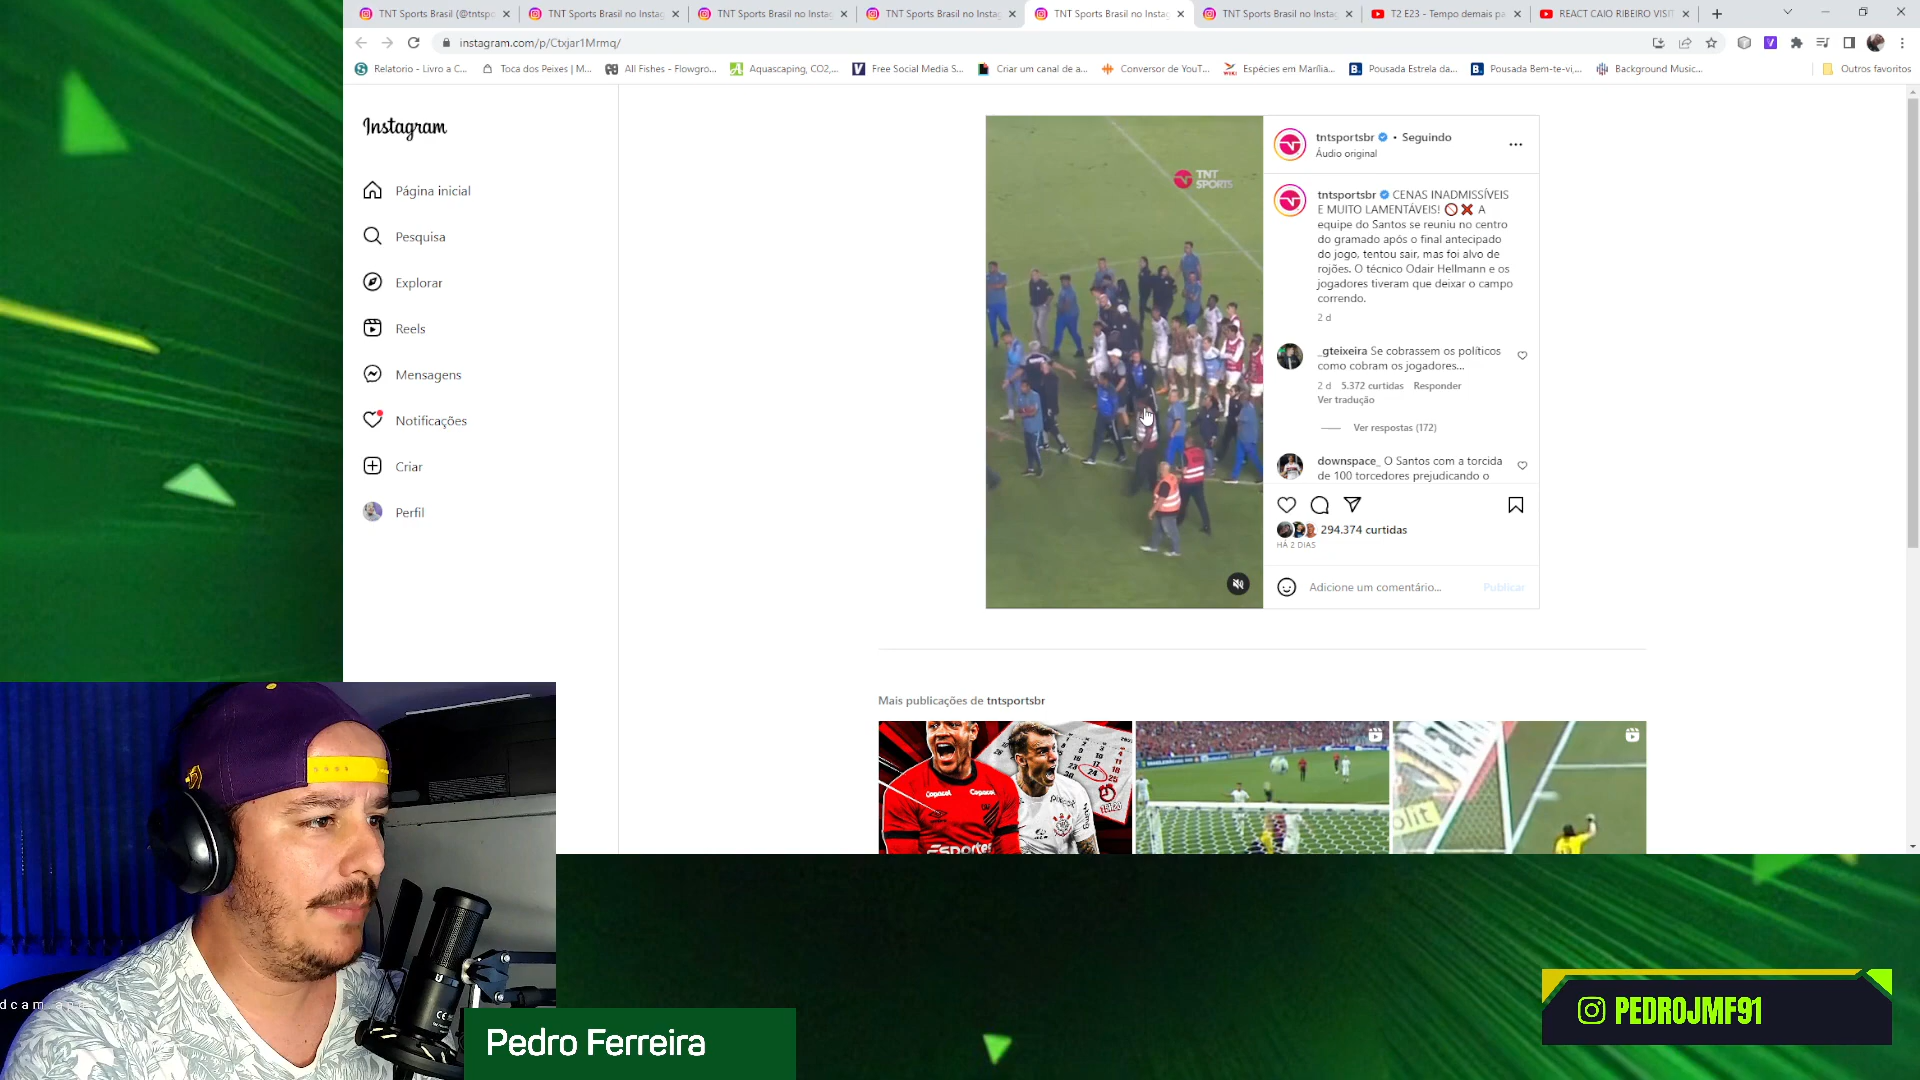 TNT Sports Brasil (@tntspo
TNT Sports Brasil no Instag
TNT Sports Brasil no Instag
TNT Sports Brasil no Instag
TNT Sports Brasil no Instag
TNT Sports Brasil no Instag
T2 E23 - Tempo demais pa
REACT CAIO RIBEIRO VISIT
instagram.com/p/Ctxjar1Mrmq/
Relatório - Livro a C...
Toca dos Peixes | M...
All Fishes - Flowgro...
Aquascaping, CO2,...
Free Social Media S...
Criar um canal de a...
Conversor de YouT...
Espécies em Marília...
Pousada Estrela da...
Pousada Bem-te-vi,...
Background Music...
Outros favoritos
Instagram
Página inicial
Pesquisa
Explorar
Reels
Mensagens
Notificações
Criar
Perfil
TNT
SPORTS
tntsportsbr • Seguindo
Áudio original
tntsportsbr CENAS INADMISSÍVEIS
E MUITO LAMENTÁVEIS! 🚫 ❌ A
equipe do Santos se reuniu no centro
do gramado após o final antecipado
do jogo, tentou sair, mas foi alvo de
rojões. O técnico Odair Hellmann e os
jogadores tiveram que deixar o campo
correndo.
2 d
_gteixeira Se cobrassem os políticos
como cobram os jogadores...
2 d 5.372 curtidas Responder
Ver tradução
Ver respostas (172)
downspace_ O Santos com a torcida
de 100 torcedores prejudicando o
294.374 curtidas
HÁ 2 DIAS
Adicione um comentário...
Publicar
Mais publicações de tntsportsbr
Copacol
Copacol
Esportes
olit
dcam
Pedro Ferreira
PEDROJMF91